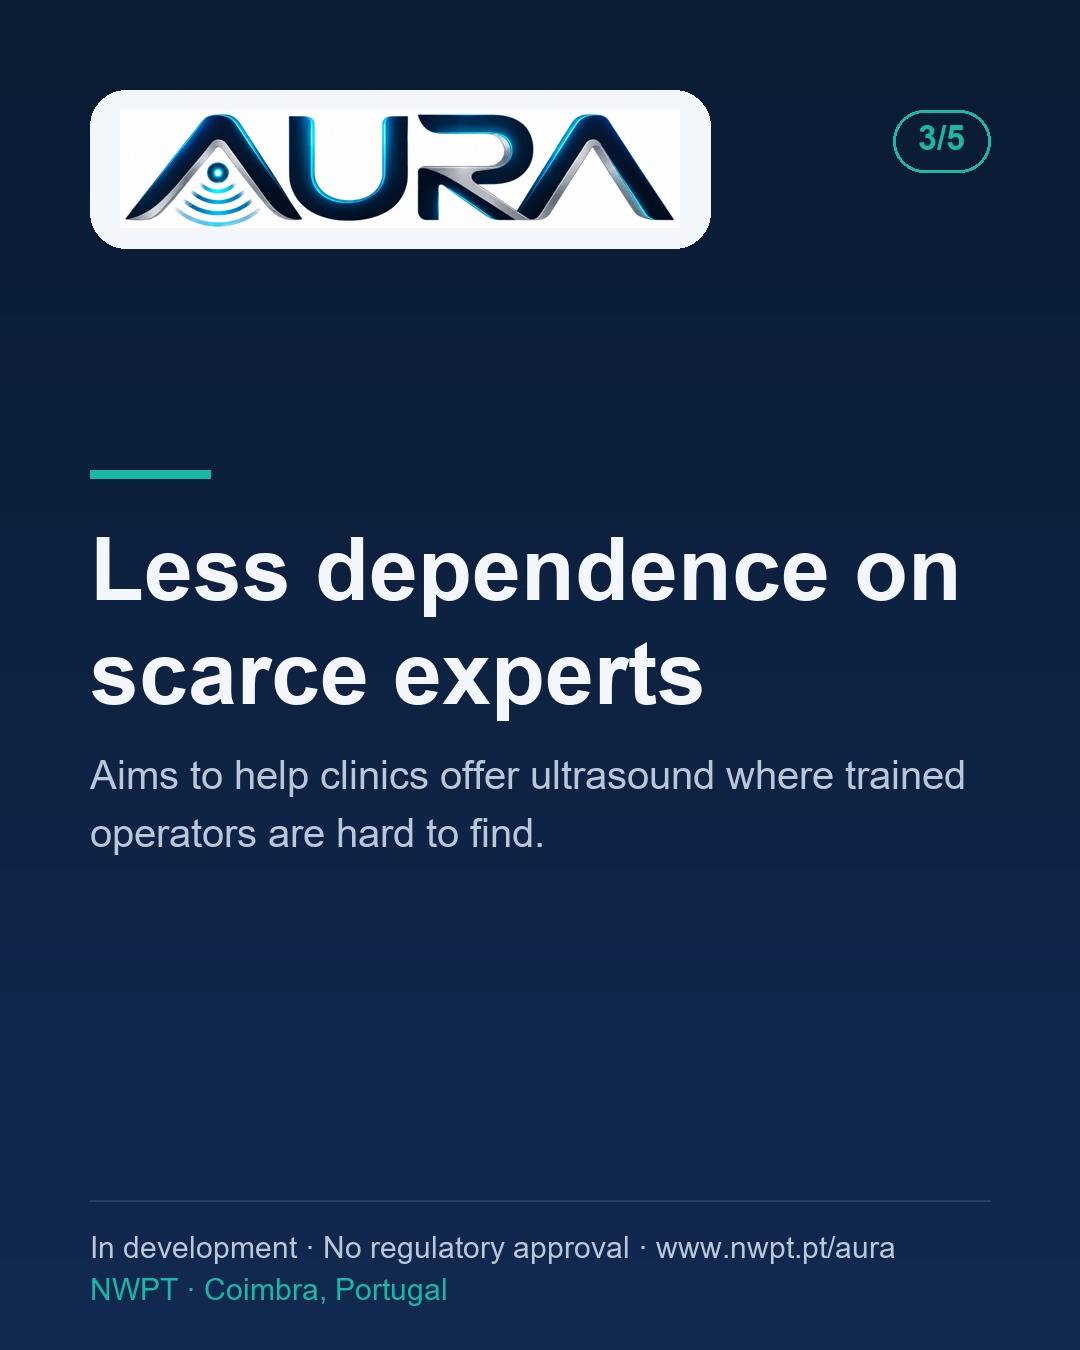 AURA
3/5
Less dependence on
scarce experts
Aims to help clinics offer ultrasound where trained
operators are hard to find.
In development · No regulatory approval · www.nwpt.pt/aura
NWPT · Coimbra, Portugal